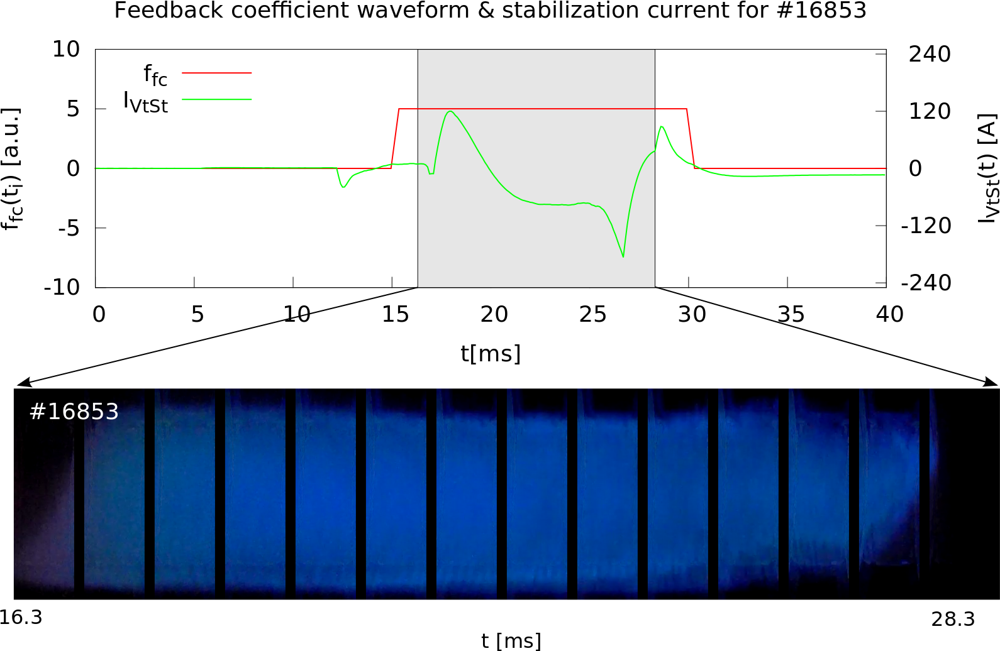 Feedback coefficient waveform & stabilization current for #16853
10
5
0
-5
-10
f_fc(t_i) [a.u.]
f_fc
I_VtSt
240
120
0
-120
-240
I_VtSt(t) [A]
0 5 10 15 20 25 30 35 40
t[ms]
#16853
16.3 28.3
t [ms]